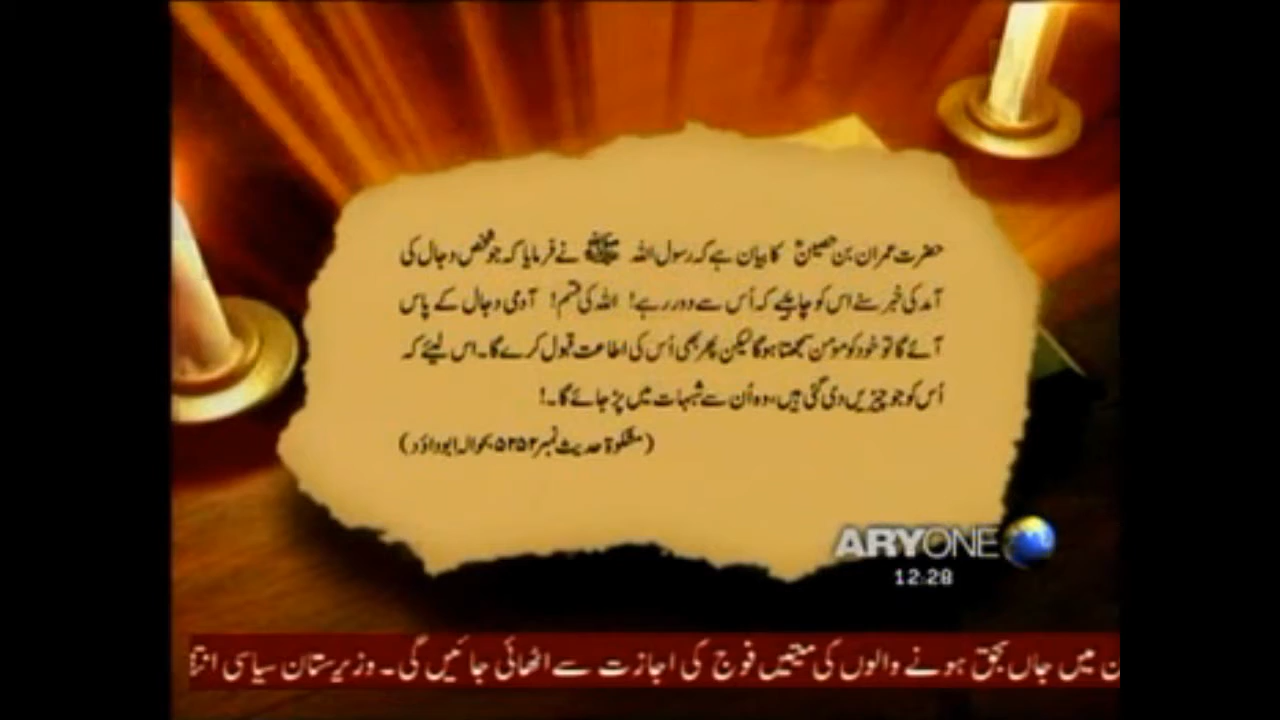 حضرت عمران بن حصینؓ کا بیان ہے کہ رسول اللہ ﷺ نے فرمایا کہ جو شخص دجال کی
آمد کی خبر سنے اس کو چاہیے کہ اُس سے دور رہے! اللہ کی قسم! آدمی دجال کے پاس
آئے گا تو خود کو مومن سمجھتا ہوگا لیکن پھر بھی اُس کی اطاعت قبول کرے گا۔ اس لیئے کہ
اُس کو جو چیزیں دی گئی ہیں، وہ اُن سے شبہات میں پڑ جائے گا۔!
(مشکوٰۃ حدیث نمبر ۵۲۵۲ بحوالہ ابوداؤد)
ARYONE
12:28
ن میں جاں بحق ہونے والوں کی میتیں فوج کی اجازت سے اٹھائی جائیں گی۔ وزیرستان سیاسی انتظ